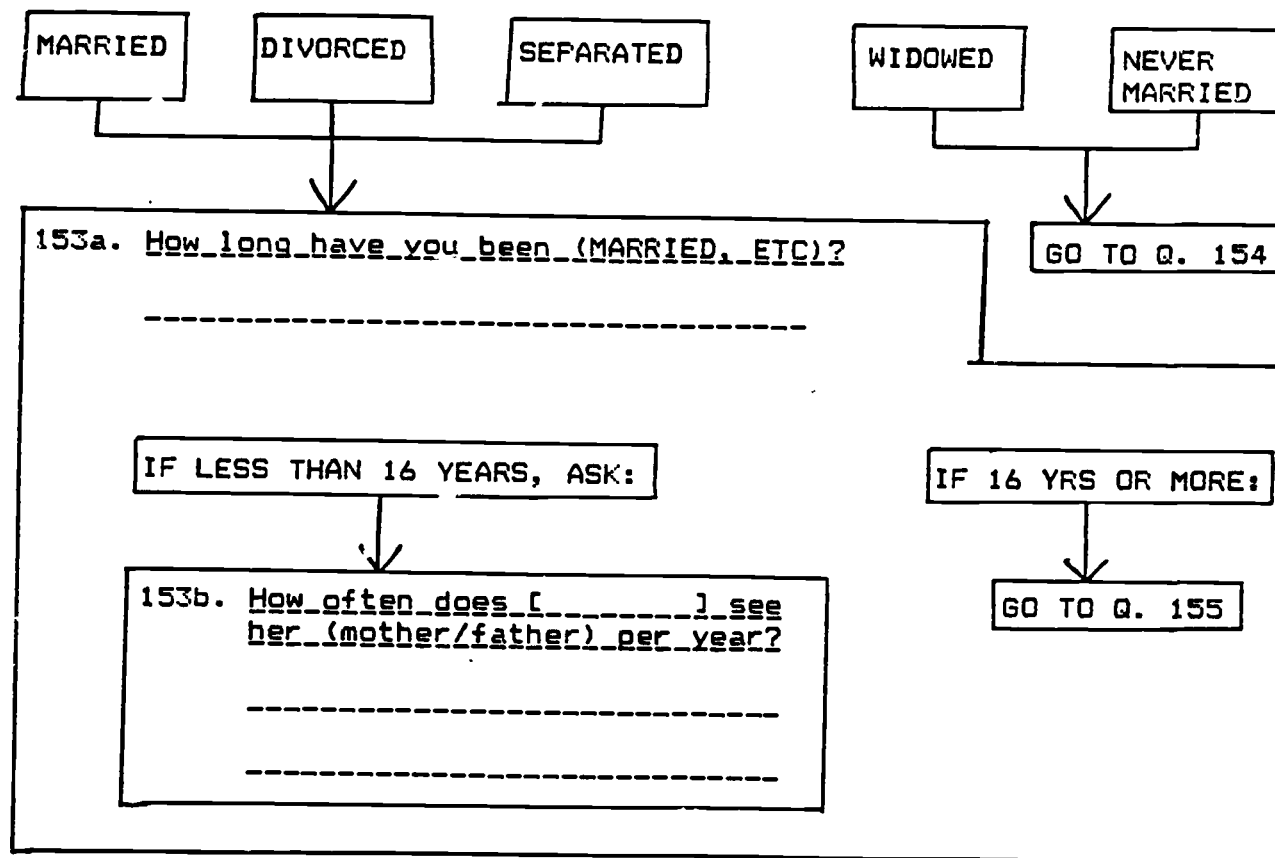 MARRIED
DIVORCED
SEPARATED
WIDOWED
NEVER
MARRIED
153a. How long have you been (MARRIED, ETC)?
GO TO Q. 154
IF LESS THAN 16 YEARS, ASK:
IF 16 YRS OR MORE:
153b. How often does [________] see
her (mother/father) per year?
GO TO Q. 155